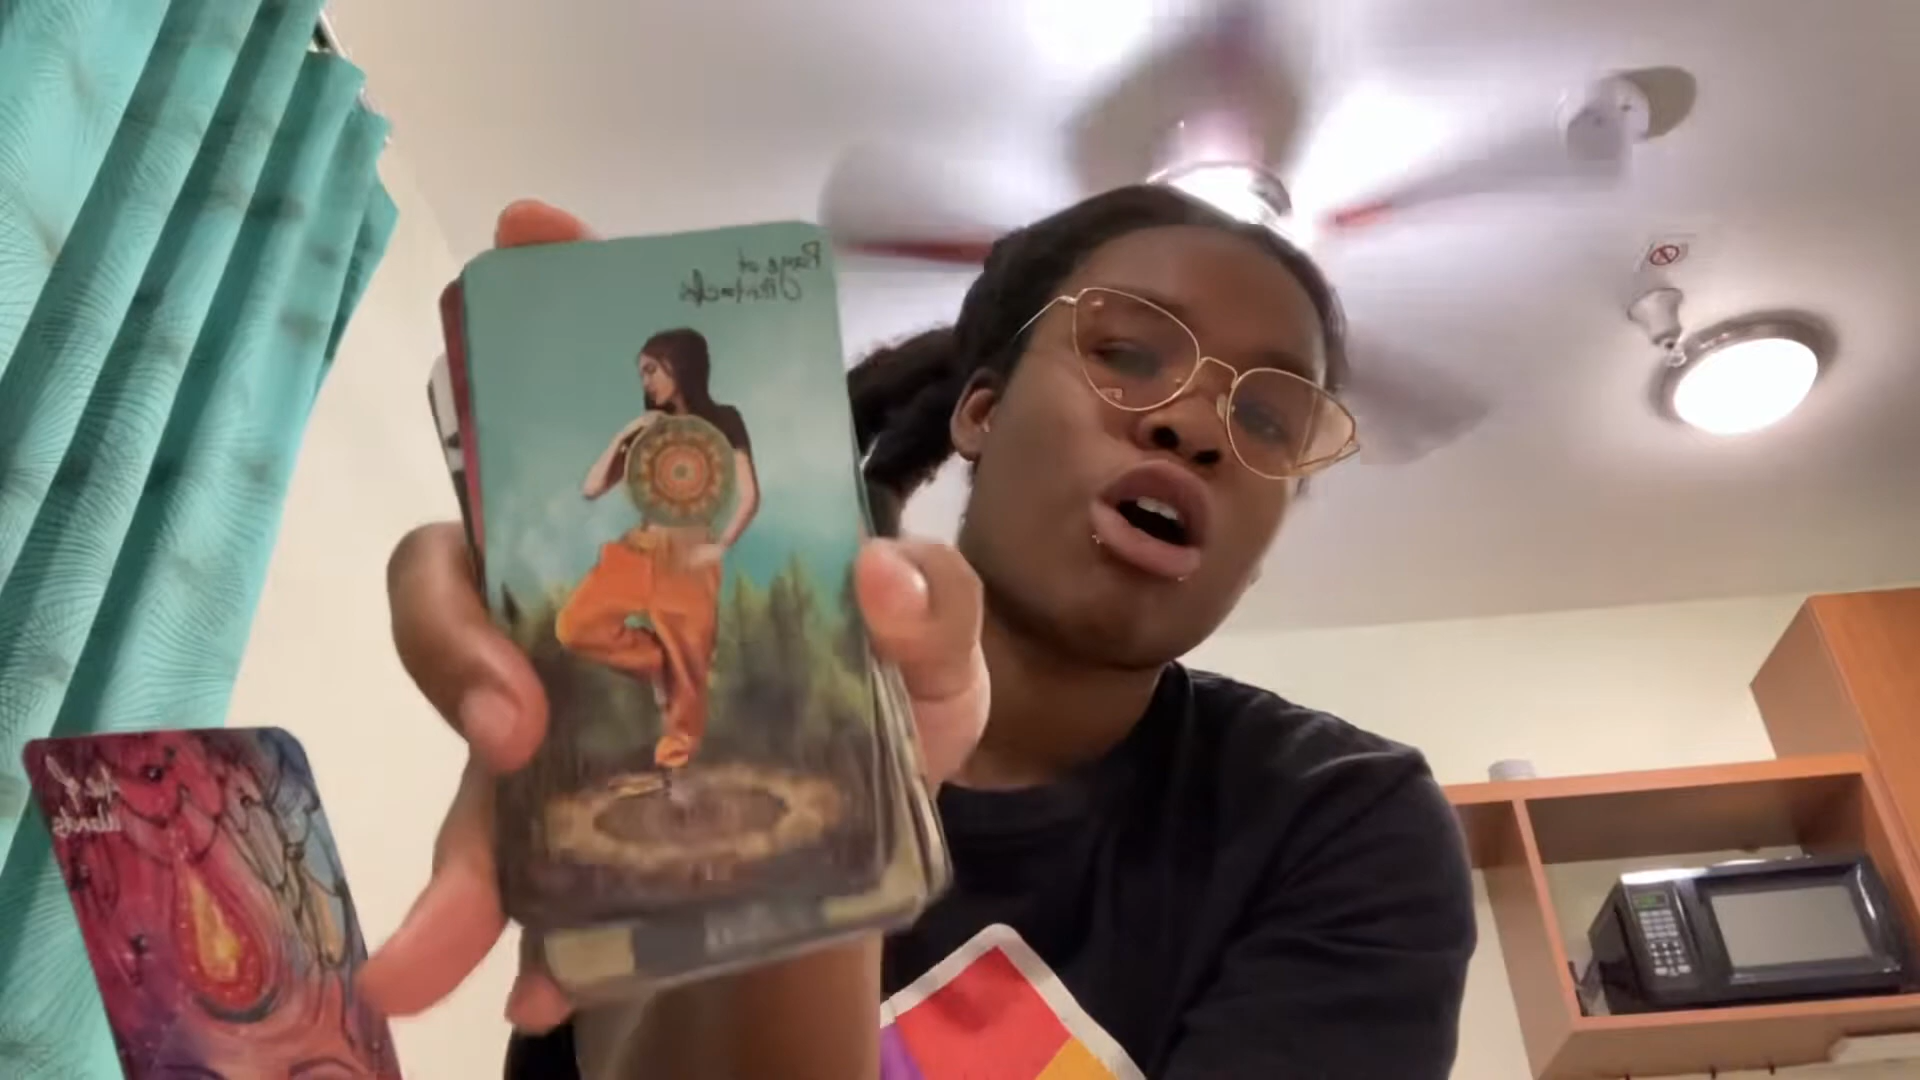 Page of
Pentacles
Ace of
Wands